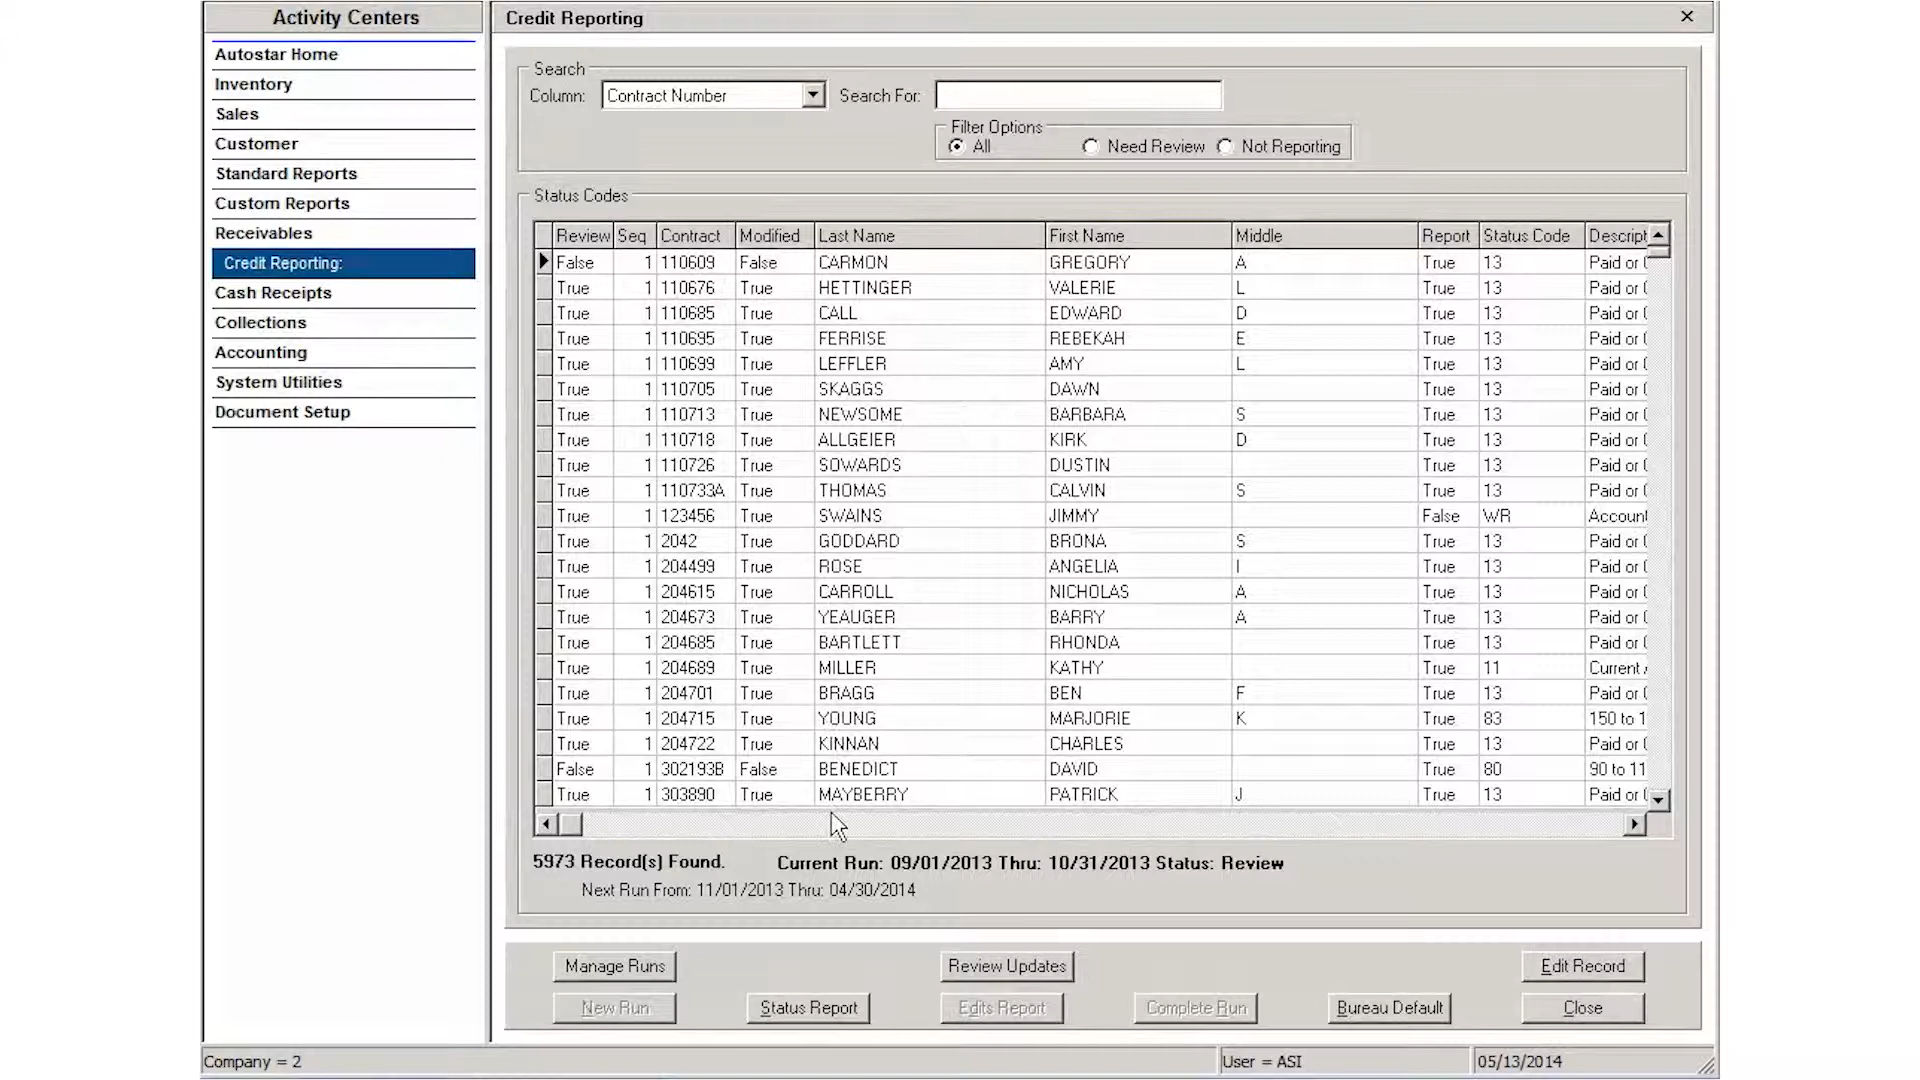 Activity Centers
Autostar Home
Inventory
Sales
Customer
Standard Reports
Custom Reports
Receivables
Credit Reporting:
Cash Receipts
Collections
Accounting
System Utilities
Document Setup
Credit Reporting
Search
Column: Contract Number Search For:
Filter Options
All Need Review Not Reporting
Status Codes
Review Seq Contract Modified Last Name First Name Middle Report Status Code Descript
False 1 110609 False CARMON GREGORY A True 13 Paid or
True 1 110676 True HETTINGER VALERIE L True 13 Paid or
True 1 110685 True CALL EDWARD D True 13 Paid or
True 1 110695 True FERRISE REBEKAH E True 13 Paid or
True 1 110699 True LEFFLER AMY L True 13 Paid or
True 1 110705 True SKAGGS DAWN True 13 Paid or
True 1 110713 True NEWSOME BARBARA S True 13 Paid or
True 1 110718 True ALLGEIER KIRK D True 13 Paid or
True 1 110726 True SOWARDS DUSTIN True 13 Paid or
True 1 110733A True THOMAS CALVIN S True 13 Paid or
True 1 123456 True SWAINS JIMMY False WR Account
True 1 2042 True GODDARD BRONA S True 13 Paid or
True 1 204499 True ROSE ANGELIA I True 13 Paid or
True 1 204615 True CARROLL NICHOLAS A True 13 Paid or
True 1 204673 True YEAUGER BARRY A True 13 Paid or
True 1 204685 True BARTLETT RHONDA True 13 Paid or
True 1 204689 True MILLER KATHY True 11 Current
True 1 204701 True BRAGG BEN F True 13 Paid or
True 1 204715 True YOUNG MARJORIE K True 83 150 to 1
True 1 204722 True KINNAN CHARLES True 13 Paid or
False 1 302193B False BENEDICT DAVID True 80 90 to 11
True 1 303890 True MAYBERRY PATRICK J True 13 Paid or
5973 Record(s) Found. Current Run: 09/01/2013 Thru: 10/31/2013 Status: Review
Next Run From: 11/01/2013 Thru: 04/30/2014
Manage Runs Review Updates Edit Record
New Run Status Report Edits Report Complete Run Bureau Default Close
Company = 2 User = ASI 05/13/2014